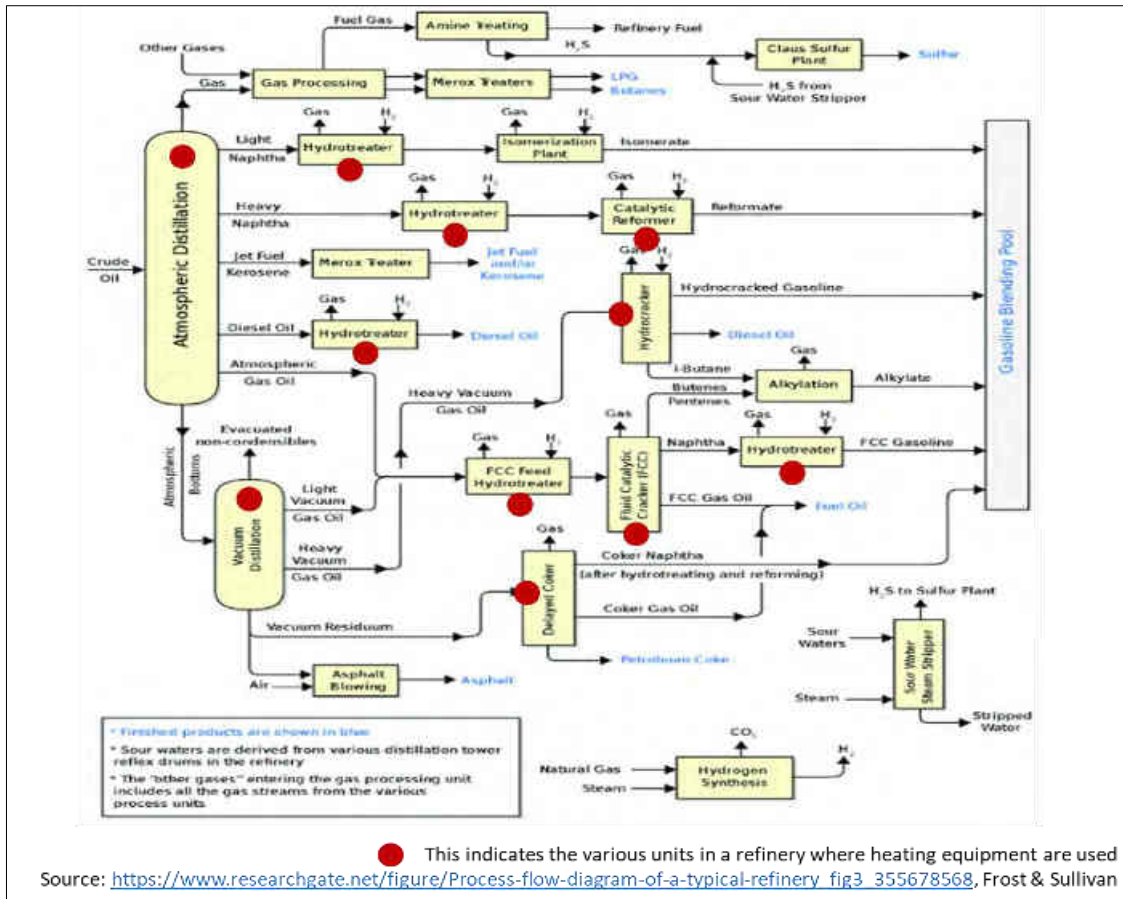 Fuel Gas
Amine Treating
Refinery Fuel
Other Gases
H₂S
Claus Sulfur
Plant
Sulfur
Gas
Gas Processing
Merox Treaters
LPG
Butanes
H₂S from
Sour Water Stripper
Light
Naphtha
Gas
H₂
Hydrotreater
Gas
H₂
Isomerization
Plant
Isomerate
Heavy
Naphtha
Gas
H₂
Hydrotreater
Gas
H₂
Catalytic
Reformer
Reformate
Crude
Oil
Atmospheric Distillation
Jet Fuel
Kerosene
Merox Treater
Jet Fuel
and/or
Kerosene
Gas
H₂
Hydrocracker
Hydrocracked Gasoline
Diesel Oil
Gasoline Blending Pool
Diesel Oil
Gas
H₂
Hydrotreater
Diesel Oil
Atmospheric
Gas Oil
Heavy Vacuum
Gas Oil
i-Butane
Butenes
Pentenes
Gas
Alkylation
Alkylate
Atmospheric
Bottoms
Evacuated
non-condensibles
Vacuum
Distillation
Light
Vacuum
Gas Oil
Heavy
Vacuum
Gas Oil
Gas
H₂
FCC Feed
Hydrotreater
Gas
Fluid Catalytic
Cracker (FCC)
Naphtha
Gas
H₂
Hydrotreater
FCC Gasoline
FCC Gas Oil
Fuel Oil
Vacuum Residuum
Gas
Delayed Coker
Coker Naphtha
(after hydrotreating and reforming)
Coker Gas Oil
Petroleum Coke
Air
Asphalt
Blowing
Asphalt
H₂S to Sulfur Plant
Sour
Waters
Sour Water
Steam Stripper
Steam
Stripped
Water
* Finished products are shown in blue
* Sour waters are derived from various distillation tower
reflex drums in the refinery
* The "other gases" entering the gas processing unit
includes all the gas streams from the various
process units
Natural Gas
Steam
CO₂
Hydrogen
Synthesis
H₂
This indicates the various units in a refinery where heating equipment are used
Source: https://www.researchgate.net/figure/Process-flow-diagram-of-a-typical-refinery_fig3_355678568, Frost & Sullivan